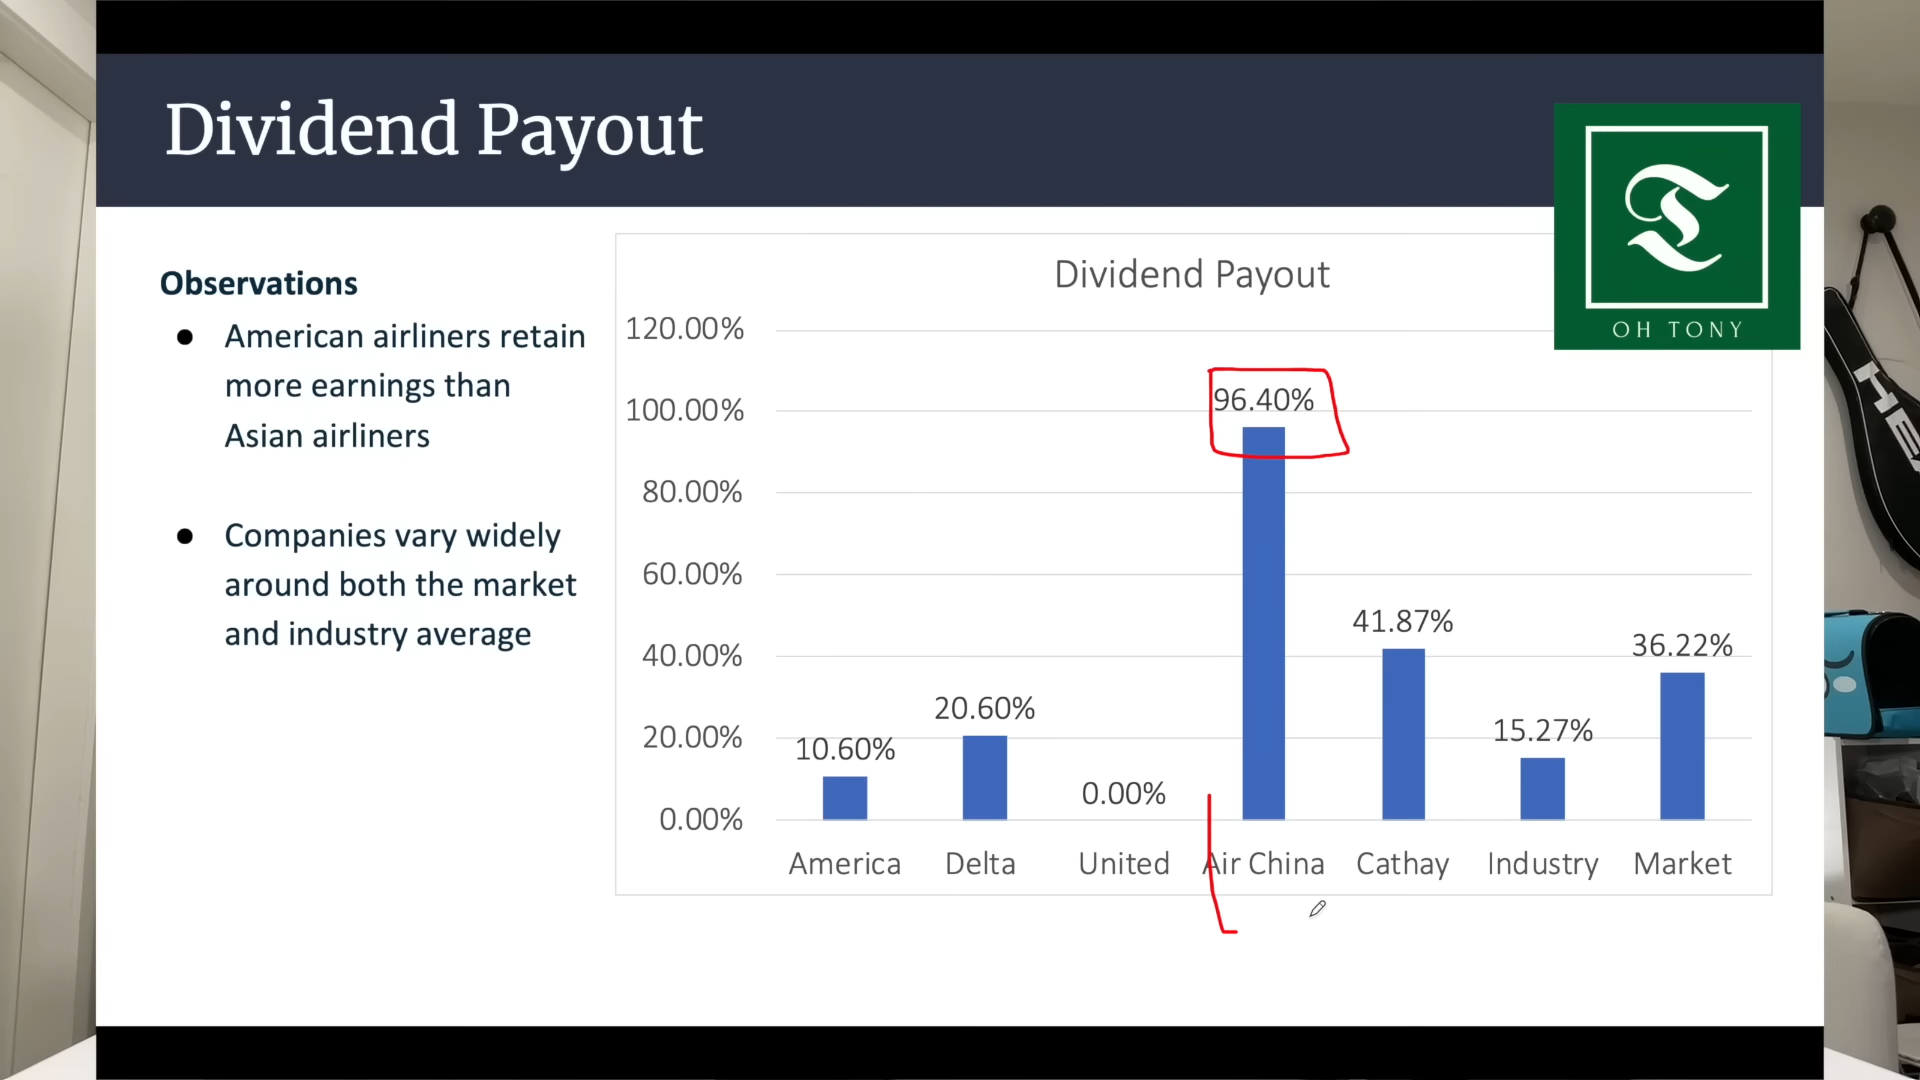 Dividend Payout
OH TONY
Observations
● American airliners retain
more earnings than
Asian airliners
● Companies vary widely
around both the market
and industry average
Dividend Payout
120.00%
100.00%
80.00%
60.00%
40.00%
20.00%
0.00%
10.60%
20.60%
0.00%
96.40%
41.87%
15.27%
36.22%
America
Delta
United
Air China
Cathay
Industry
Market